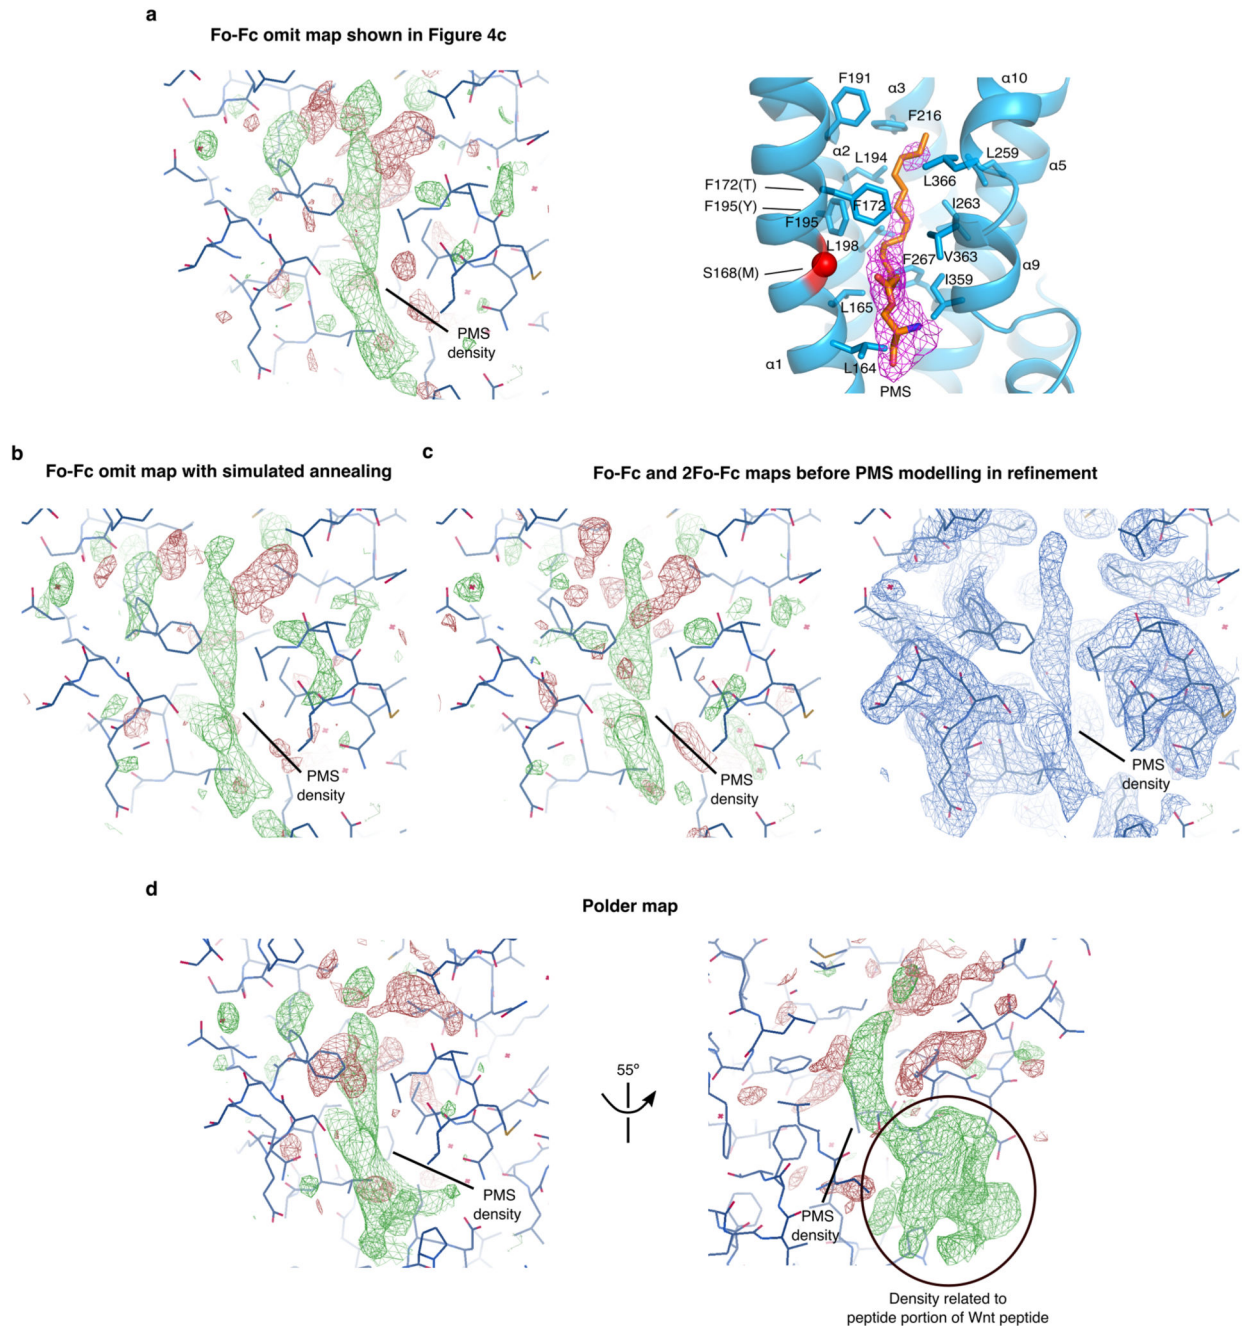 a
Fo-Fc omit map shown in Figure 4c
PMS
density
F191
α3
α10
F216
α2
L194
L259
α5
L366
F172(T)
F172
I263
F195(Y)
F195
L198
V363
F267
α9
S168(M)
I359
L165
α1
L164
PMS
b
Fo-Fc omit map with simulated annealing
PMS
density
c
Fo-Fc and 2Fo-Fc maps before PMS modelling in refinement
PMS
density
PMS
density
d
Polder map
PMS
density
55º
PMS
density
Density related to
peptide portion of Wnt peptide